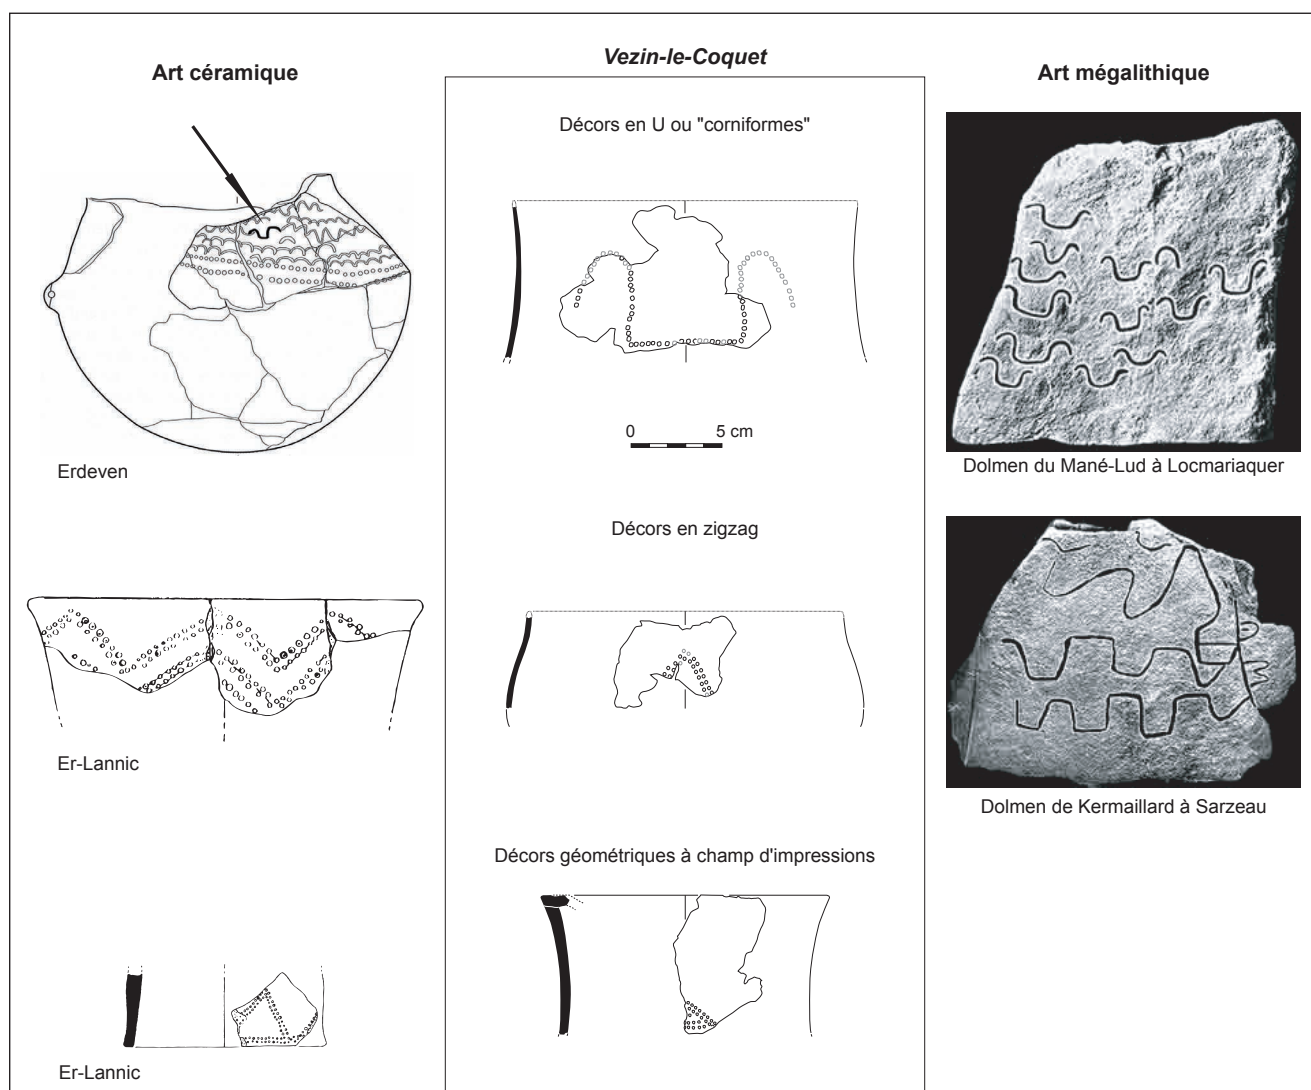 Art céramique
Erdeven
Er-Lannic
Er-Lannic
Vezin-le-Coquet
Décors en U ou "corniformes"
0 5 cm
Décors en zigzag
Décors géométriques à champ d'impressions
Art mégalithique
Dolmen du Mané-Lud à Locmariaquer
Dolmen de Kermaillard à Sarzeau